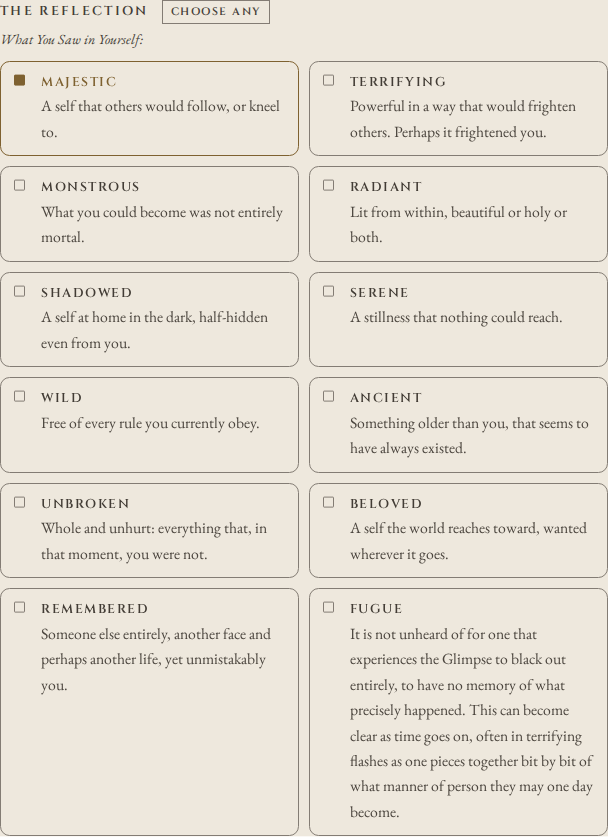 THE REFLECTION CHOOSE ANY
What You Saw in Yourself:
MAJESTIC
A self that others would follow, or kneel
to.
TERRIFYING
Powerful in a way that would frighten
others. Perhaps it frightened you.
MONSTROUS
What you could become was not entirely
mortal.
RADIANT
Lit from within, beautiful or holy or
both.
SHADOWED
A self at home in the dark, half-hidden
even from you.
SERENE
A stillness that nothing could reach.
WILD
Free of every rule you currently obey.
ANCIENT
Something older than you, that seems to
have always existed.
UNBROKEN
Whole and unhurt: everything that, in
that moment, you were not.
BELOVED
A self the world reaches toward, wanted
wherever it goes.
REMEMBERED
Someone else entirely, another face and
perhaps another life, yet unmistakably
you.
FUGUE
It is not unheard of for one that
experiences the Glimpse to black out
entirely, to have no memory of what
precisely happened. This can become
clear as time goes on, often in terrifying
flashes as one pieces together bit by bit of
what manner of person they may one day
become.